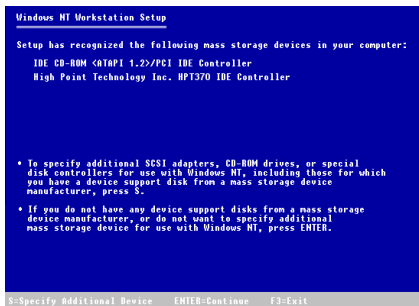 Windows NT Workstation Setup
Setup has recognized the following mass storage devices in your computer:
IDE CD-ROM <ATAPI 1.2>/PCI IDE Controller
High Point Technology Inc. HPT370 IDE Controller
• To specify additional SCSI adapters, CD-ROM drives, or special
disk controllers for use with Windows NT, including those for which
you have a device support disk from a mass storage device
manufacturer, press S.
• If you do not have any device support disks from a mass storage
device manufacturer, or do not want to specify additional
mass storage device for use with Windows NT, press ENTER.
S=Specify Additional Device ENTER=Continue F3=Exit